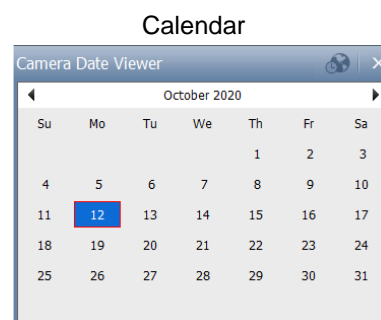 Calendar
Camera Date Viewer
October 2020
Su Mo Tu We Th Fr Sa
1 2 3
4 5 6 7 8 9 10
11 12 13 14 15 16 17
18 19 20 21 22 23 24
25 26 27 28 29 30 31